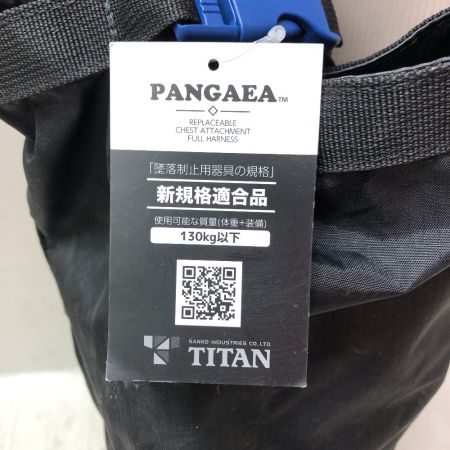 PANGAEA™
REPLACEABLE
CHEST ATTACHMENT
FULL HARNESS
「墜落制止用器具の規格」
新規格適合品
使用可能な質量(体重+装備)
130kg以下
SANKO INDUSTRIES CO.,LTD.
TITAN